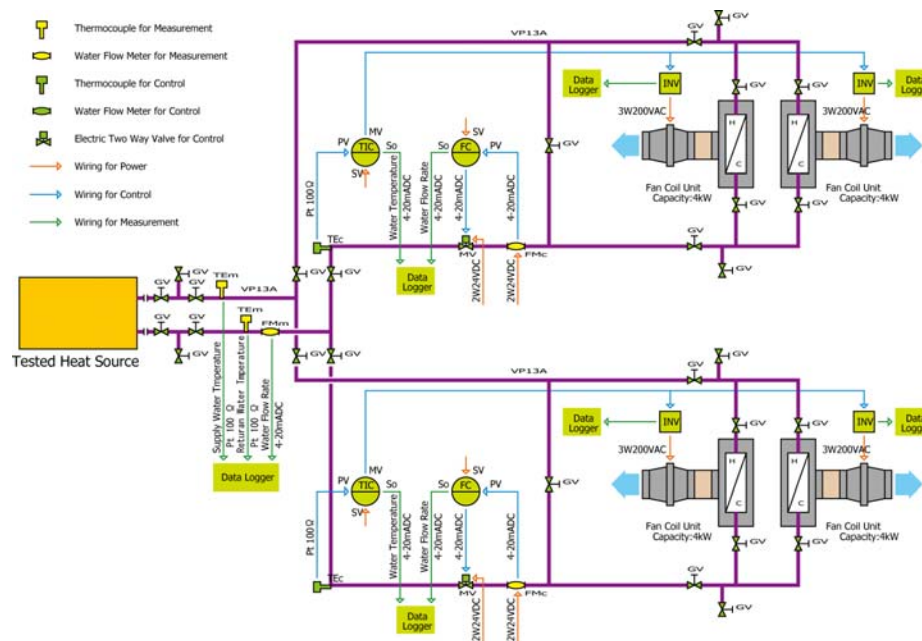 Thermocouple for Measurement
Water Flow Meter for Measurement
Thermocouple for Control
Water Flow Meter for Control
Electric Two Way Valve for Control
Wiring for Power
Wiring for Control
Wiring for Measurement
GV
VP13A
GV
GV
GV
MV
TIC
PV
SV
So
Pt 100Ω
Water Temperature
4-20mADC
SV
FC
So
PV
Water Flow Rate
4-20mADC
4-20mADC
4-20mADC
GV
Data
Logger
INV
3W200VAC
GV
GV
H
C
GV
GV
Fan Coil Unit
Capacity:4kW
INV
Data
Logger
3W200VAC
H
C
Fan Coil Unit
Capacity:4kW
TEc
MV
FMc
2W24VDC
2W24VDC
Data
Logger
GV
GV
GV
GV
GV
TEm
VP13A
GV
GV
TEm
FMm
GV
GV
GV
GV
GV
Tested Heat Source
Supply Water Tmperature
Pt 100 Ω
Returan Water Imperature
Pt 100 Ω
Water Flow Rate
4-20mADC
Data Logger
GV
VP13A
GV
MV
TIC
PV
SV
So
Pt 100Ω
Water Temperature
4-20mADC
SV
FC
So
PV
Water Flow Rate
4-20mADC
4-20mADC
4-20mADC
GV
Data
Logger
INV
3W200VAC
GV
GV
H
C
GV
GV
Fan Coil Unit
Capacity:4kW
INV
Data
Logger
3W200VAC
H
C
Fan Coil Unit
Capacity:4kW
TEc
MV
FMc
2W24VDC
2W24VDC
Data
Logger
GV
GV